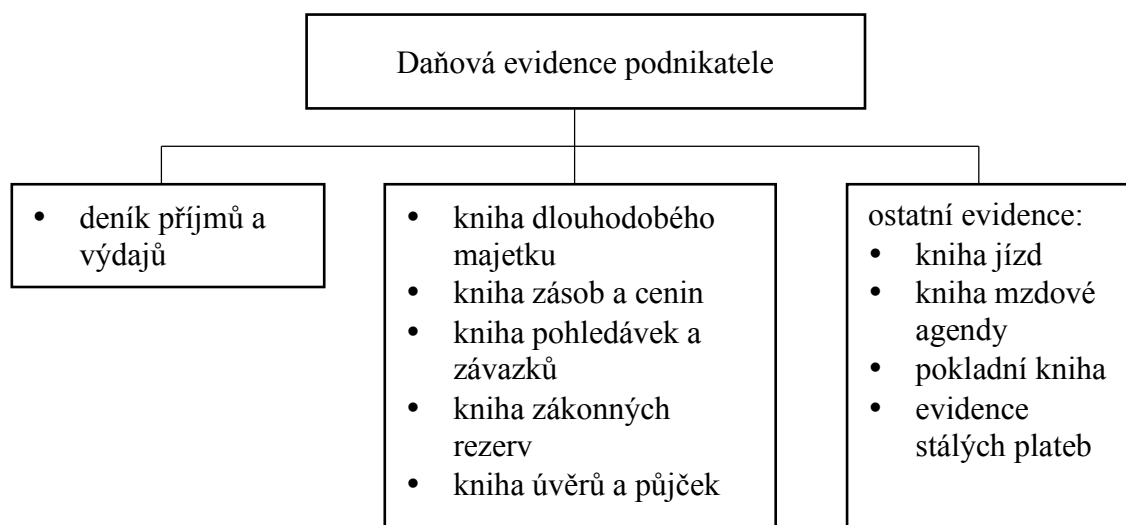 Daňová evidence podnikatele
• deník příjmů a
výdajů
• kniha dlouhodobého
majetku
• kniha zásob a cenin
• kniha pohledávek a
závazků
• kniha zákonných
rezerv
• kniha úvěrů a půjček
ostatní evidence:
• kniha jízd
• kniha mzdové
agendy
• pokladní kniha
• evidence
stálých plateb